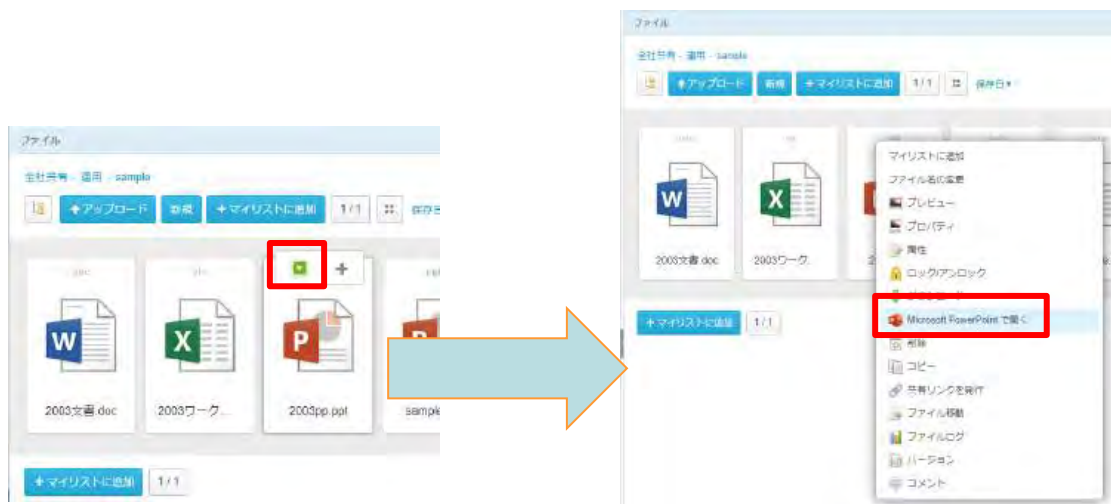 ファイル
全社共有 - 運用 - sample
アップロード 新規 +マイリストに追加 1/1
2003文書.doc 2003ワーク... 2003pp.ppt sample
+マイリストに追加 1/1
ファイル
全社共有 - 運用 - sample
アップロード 新規 +マイリストに追加 1/1 保存日▼
マイリストに追加
ファイル名の変更
プレビュー
プロパティ
属性
ロック/アンロック
Microsoft PowerPoint で開く
削除
コピー
共有リンクを発行
ファイル移動
ファイルログ
バージョン
コメント
2003文書.doc 2003ワーク...
+マイリストに追加 1/1